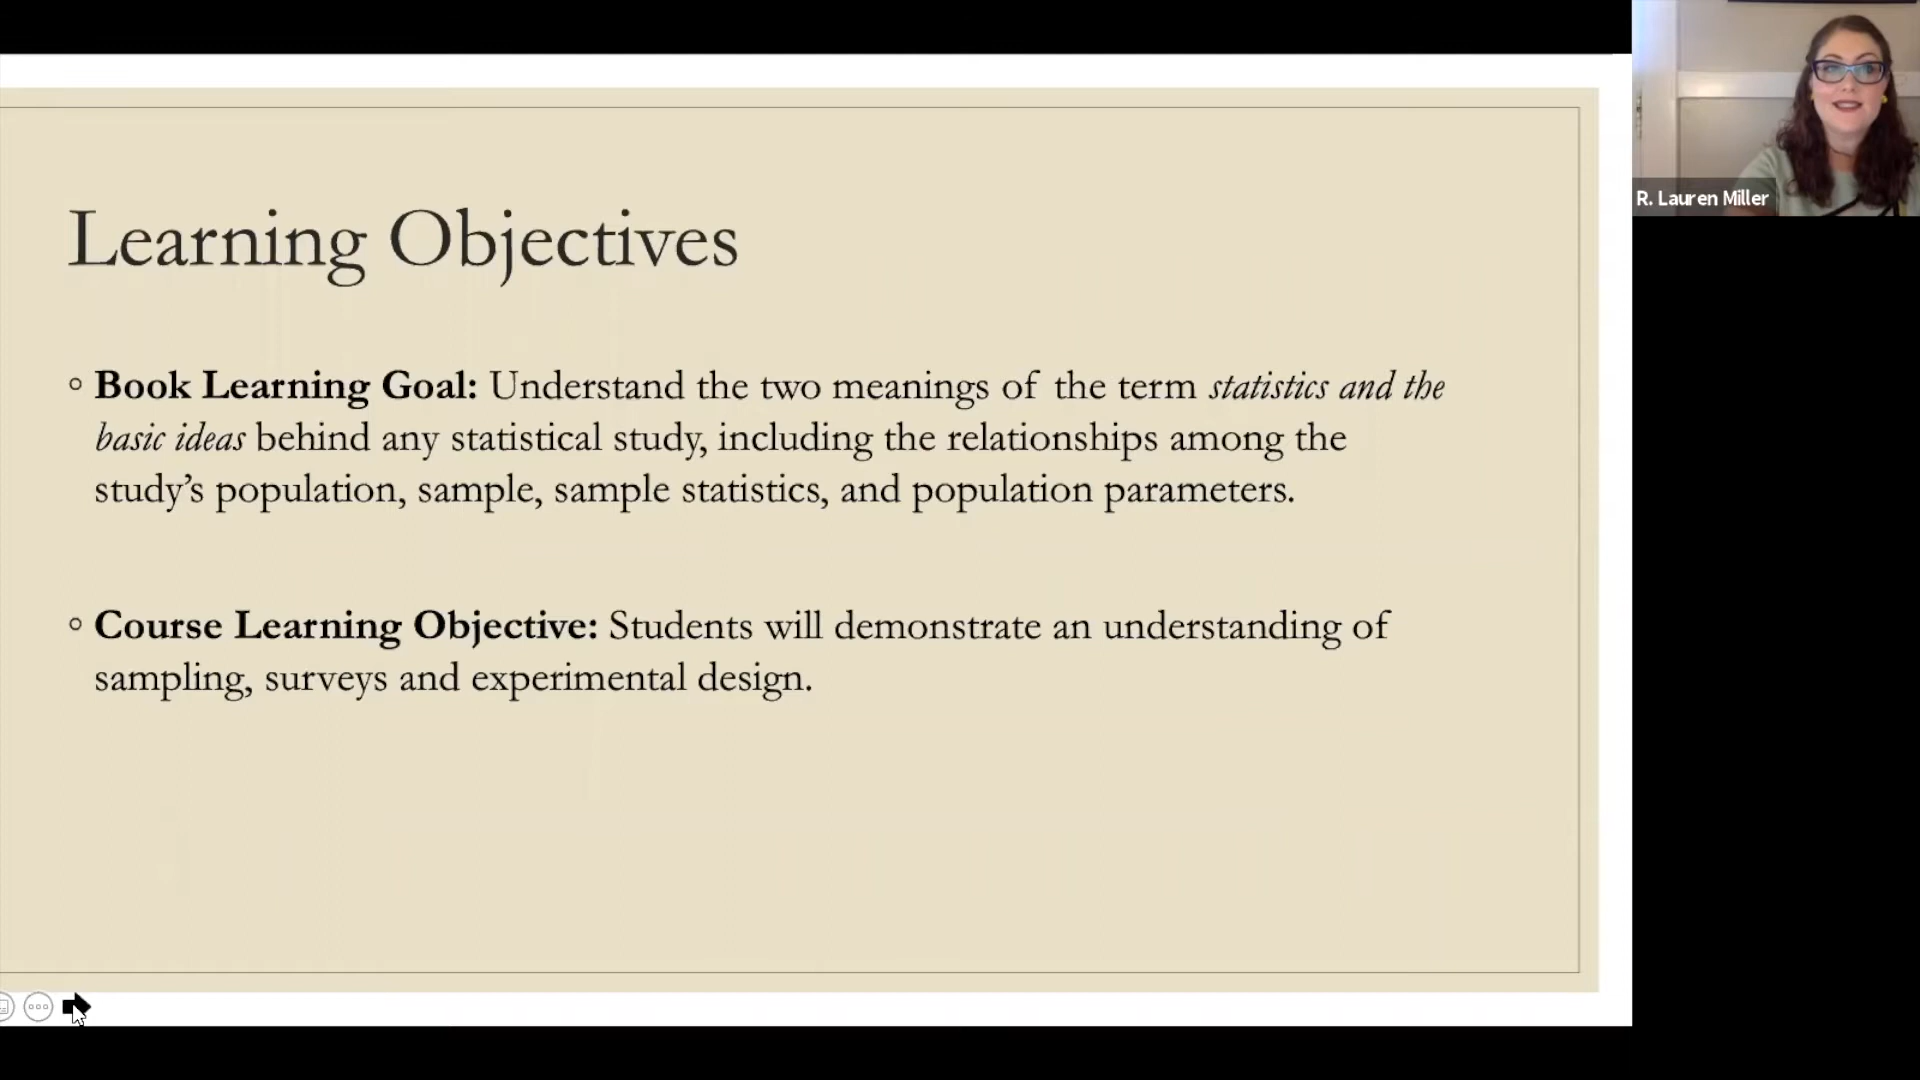 Learning Objectives
◦ Book Learning Goal: Understand the two meanings of the term statistics and the
basic ideas behind any statistical study, including the relationships among the
study’s population, sample, sample statistics, and population parameters.
◦ Course Learning Objective: Students will demonstrate an understanding of
sampling, surveys and experimental design.
R. Lauren Miller